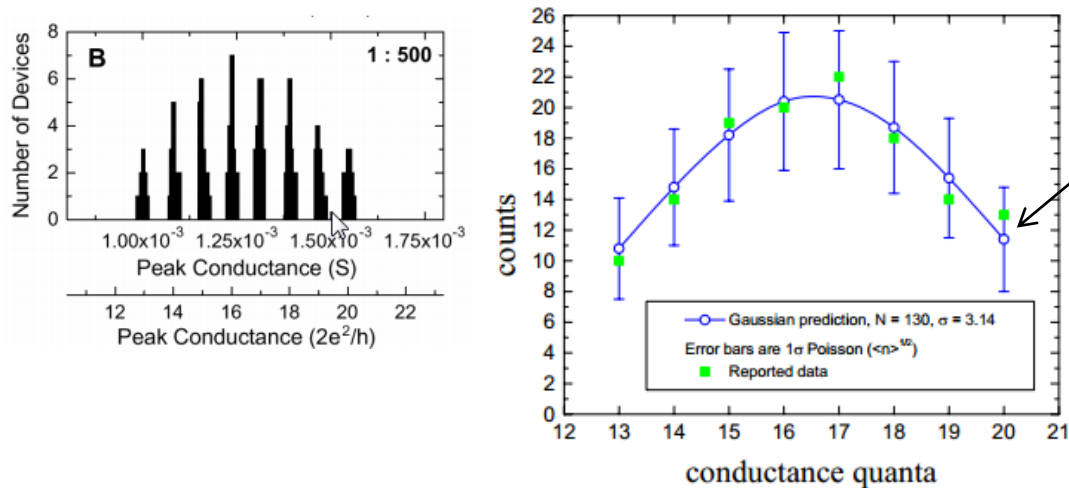 8
6
4
2
0
Number of Devices
B
1 : 500
1.00x10⁻³ 1.25x10⁻³ 1.50x10⁻³ 1.75x10⁻³
Peak Conductance (S)
12 14 16 18 20 22
Peak Conductance (2e²/h)
26
24
22
20
18
16
14
12
10
8
6
4
2
0
counts
Gaussian prediction, N = 130, σ = 3.14
Error bars are 1σ Poisson (<n>^1/2)
Reported data
12 13 14 15 16 17 18 19 20 21
conductance quanta